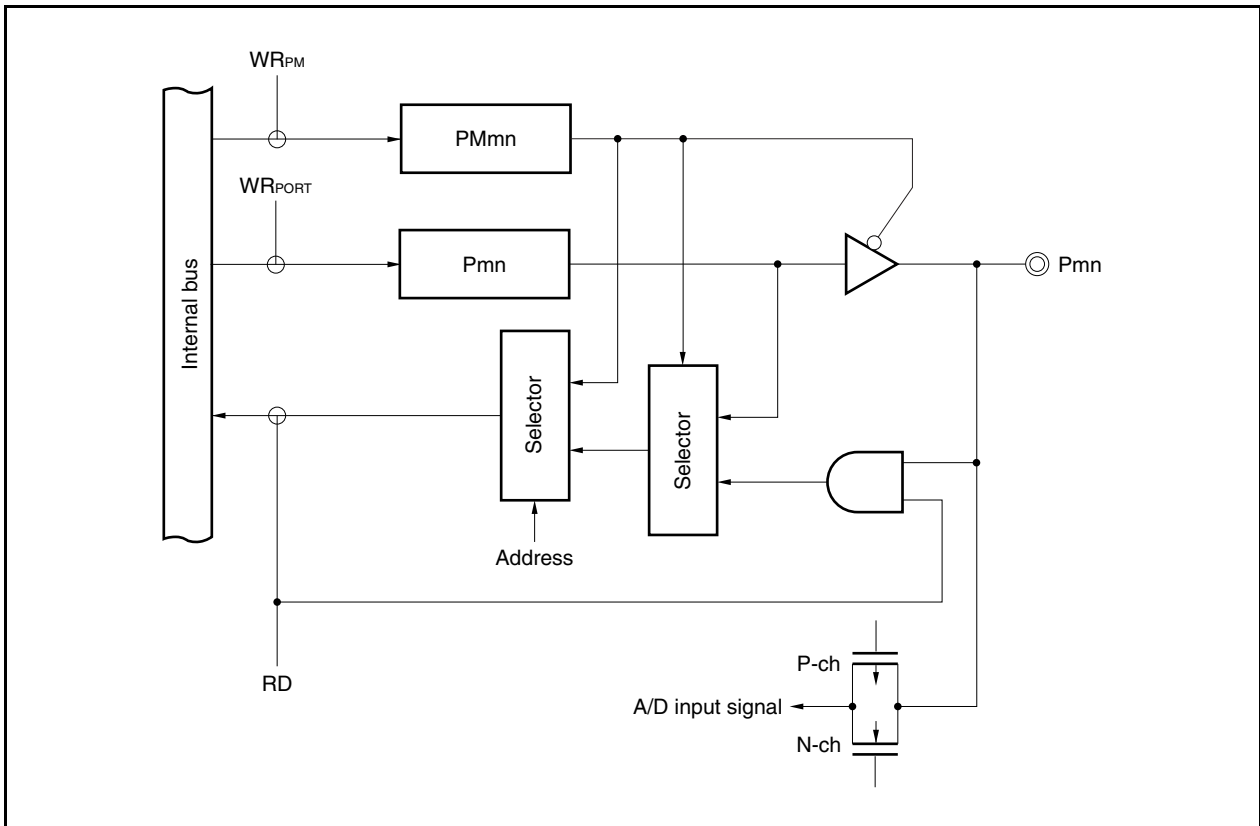 WRPM
PMmn
WRPORT
Pmn
Pmn
Internal bus
Selector
Selector
Address
RD
P-ch
A/D input signal
N-ch